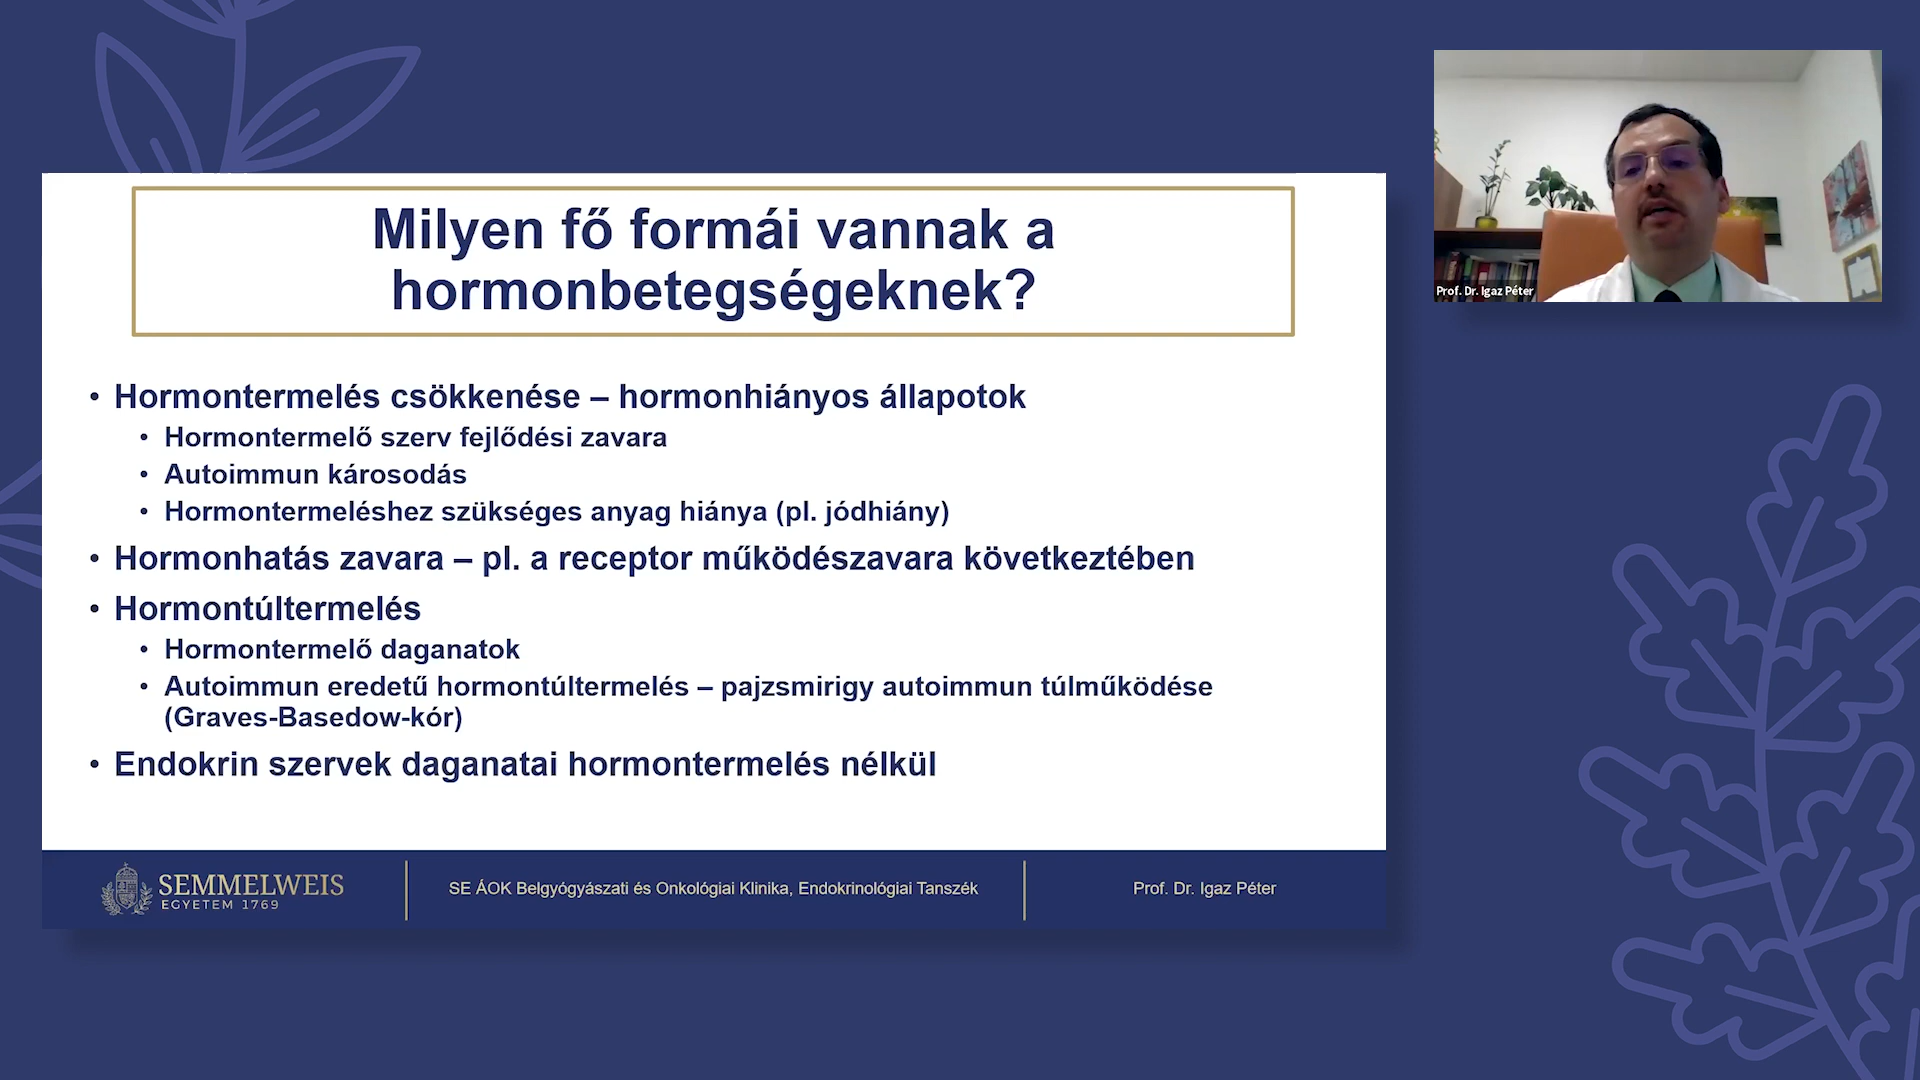 Milyen fő formái vannak a
hormonbetegségeknek?
• Hormontermelés csökkenése – hormonhiányos állapotok
• Hormontermelő szerv fejlődési zavara
• Autoimmun károsodás
• Hormontermeléshez szükséges anyag hiánya (pl. jódhiány)
• Hormonhatás zavara – pl. a receptor működészavara következtében
• Hormontúltermelés
• Hormontermelő daganatok
• Autoimmun eredetű hormontúltermelés – pajzsmirigy autoimmun túlműködése
(Graves-Basedow-kór)
• Endokrin szervek daganatai hormontermelés nélkül
SEMMELWEIS
EGYETEM 1769
SE ÁOK Belgyógyászati és Onkológiai Klinika, Endokrinológiai Tanszék
Prof. Dr. Igaz Péter
Prof. Dr. Igaz Péter